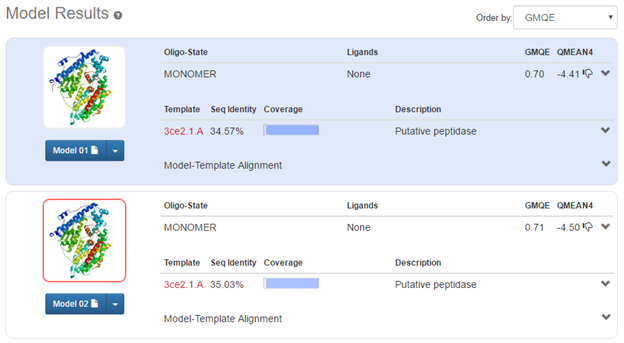 Model Results ?
Order by: GMQE
Oligo-State Ligands GMQE QMEAN4
MONOMER None 0.70 -4.41
Template Seq Identity Coverage Description
3ce2.1.A 34.57% Putative peptidase
Model 01
Model-Template Alignment
Oligo-State Ligands GMQE QMEAN4
MONOMER None 0.71 -4.50
Template Seq Identity Coverage Description
3ce2.1.A 35.03% Putative peptidase
Model 02
Model-Template Alignment